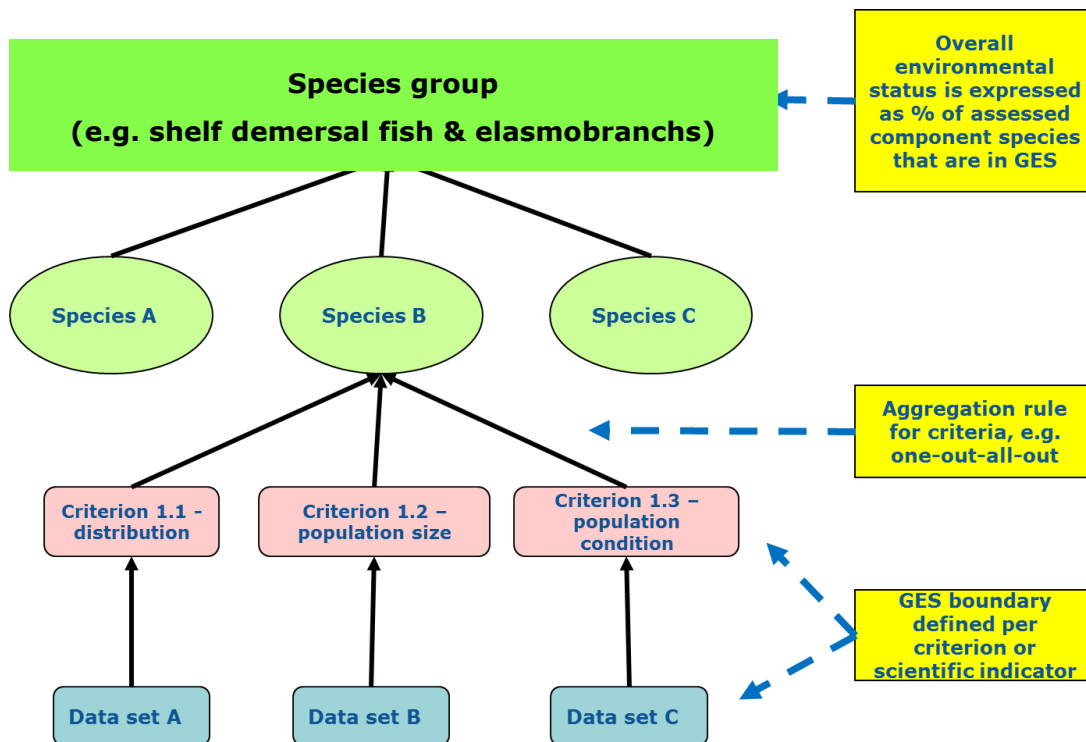 Species group
(e.g. shelf demersal fish & elasmobranchs)
Overall
environmental
status is expressed
as % of assessed
component species
that are in GES
Species A
Species B
Species C
Aggregation rule
for criteria, e.g.
one-out-all-out
Criterion 1.1 -
distribution
Criterion 1.2 –
population size
Criterion 1.3 –
population
condition
GES boundary
defined per
criterion or
scientific indicator
Data set A
Data set B
Data set C